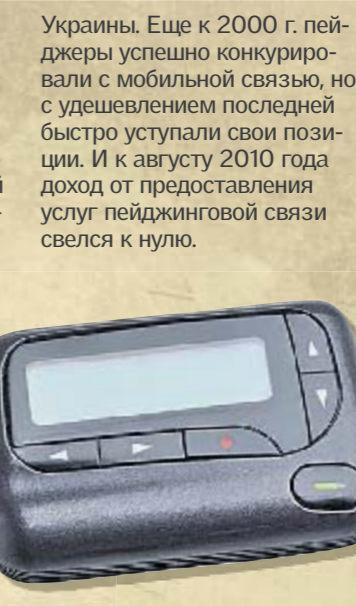 Украины. Еще к 2000 г. пей-
джеры успешно конкуриро-
вали с мобильной связью, но
с удешевлением последней
быстро уступали свои пози-
ции. И к августу 2010 года
доход от предоставления
услуг пейджинговой связи
свелся к нулю.